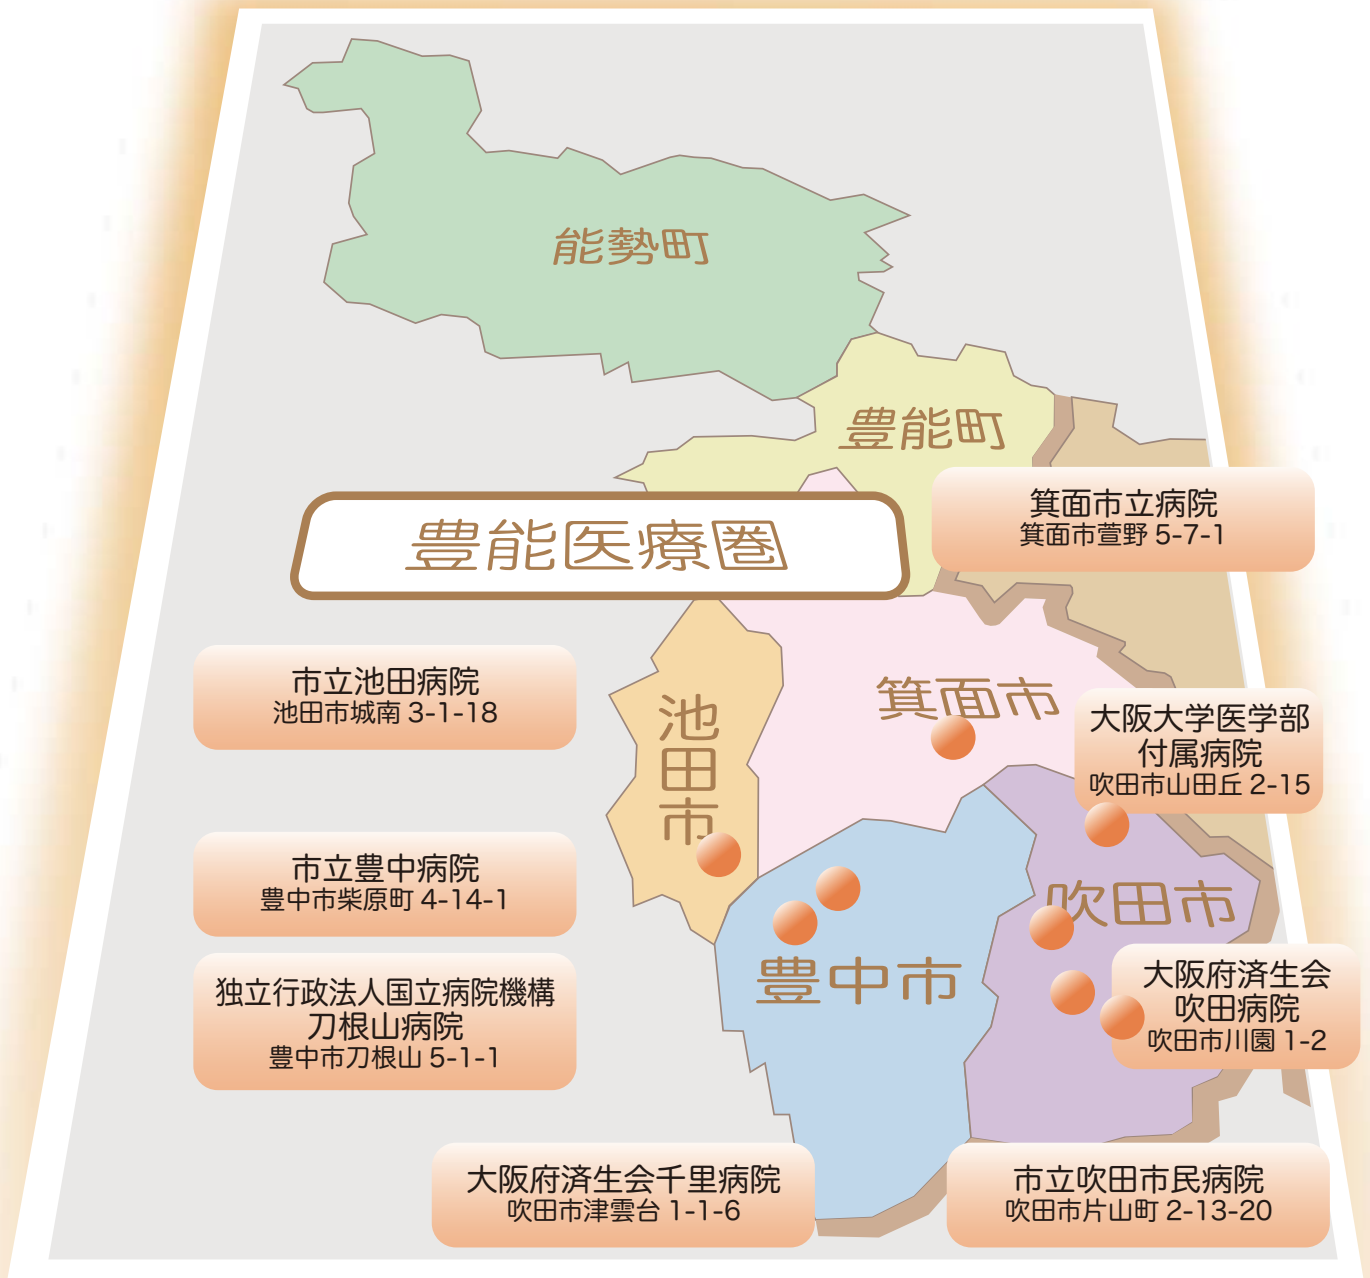 能勢町
豊能町
箕面市立病院
箕面市萱野 5-7-1
豊能医療圏
市立池田病院
池田市城南 3-1-18
池田市
箕面市
大阪大学医学部
付属病院
吹田市山田丘 2-15
市立豊中病院
豊中市柴原町 4-14-1
吹田市
豊中市
独立行政法人国立病院機構
刀根山病院
豊中市刀根山 5-1-1
大阪府済生会
吹田病院
吹田市川園 1-2
大阪府済生会千里病院
吹田市津雲台 1-1-6
市立吹田市民病院
吹田市片山町 2-13-20